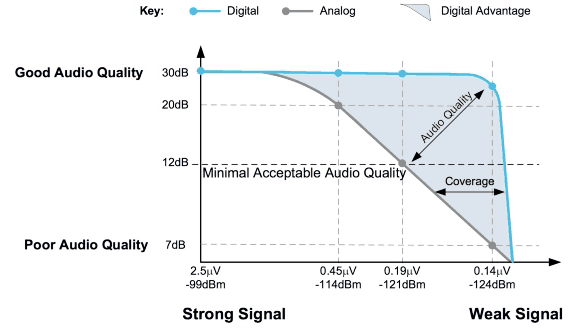 Key: Digital Analog Digital Advantage
Good Audio Quality 30dB
20dB
Audio Quality
12dB
Minimal Acceptable Audio Quality
Coverage
Poor Audio Quality 7dB
2.5µV 0.45µV 0.19µV 0.14µV
-99dBm -114dBm -121dBm -124dBm
Strong Signal Weak Signal